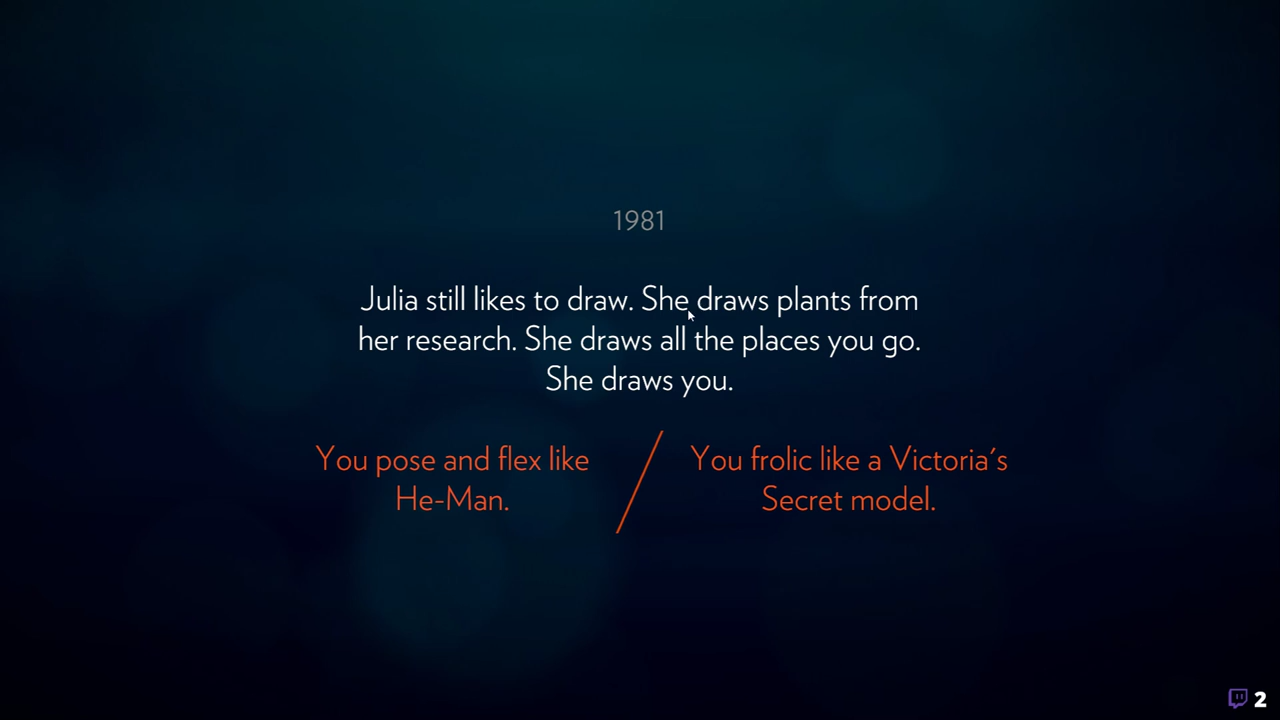 1981
Julia still likes to draw. She draws plants from
her research. She draws all the places you go.
She draws you.
You pose and flex like
He-Man.
You frolic like a Victoria's
Secret model.
2